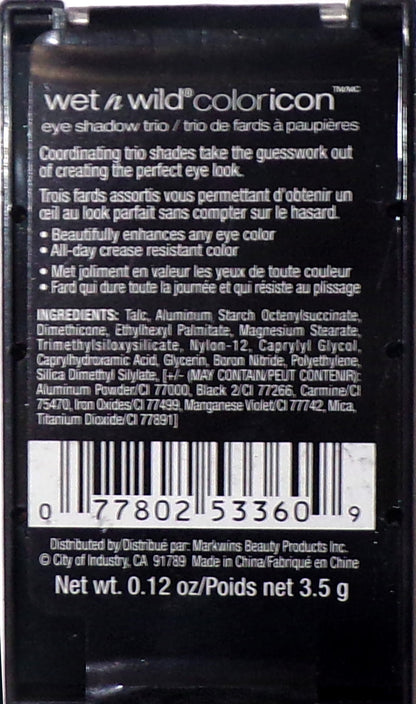 wet n wild® coloricon™/MC
eye shadow trio / trio de fards à paupières
Coordinating trio shades take the guesswork out
of creating the perfect eye look.
Trois fards assortis vous permettant d'obtenir un
œil au look parfait sans compter sur le hasard.
• Beautifully enhances any eye color
• All-day crease resistant color
• Met joliment en valeur les yeux de toute couleur
• Fard qui dure toute la journée et qui résiste au plissage
INGREDIENTS: Talc, Aluminum Starch Octenylsuccinate,
Dimethicone, Ethylhexyl Palmitate, Magnesium Stearate,
Trimethylsiloxysilicate, Nylon-12, Caprylyl Glycol,
Caprylhydroxamic Acid, Glycerin, Boron Nitride, Polyethylene,
Silica Dimethyl Silylate, [+/- (MAY CONTAIN/PEUT CONTENIR):
Aluminum Powder/CI 77000, Black 2/CI 77266, Carmine/CI
75470, Iron Oxides/CI 77499, Manganese Violet/CI 77742, Mica,
Titanium Dioxide/CI 77891]
0 77802 53360 9
Distributed by/Distribué par: Markwins Beauty Products Inc.
© City of Industry, CA 91789 Made in China/Fabriqué en Chine
Net wt. 0.12 oz/Poids net 3.5 g